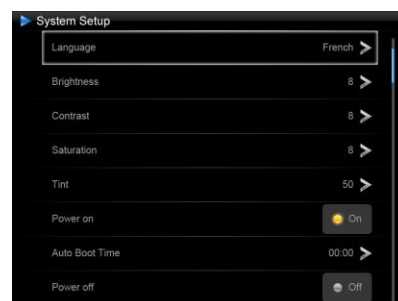 System Setup
Language French
Brightness 8
Contrast 8
Saturation 8
Tint 50
Power on On
Auto Boot Time 00:00
Power off Off